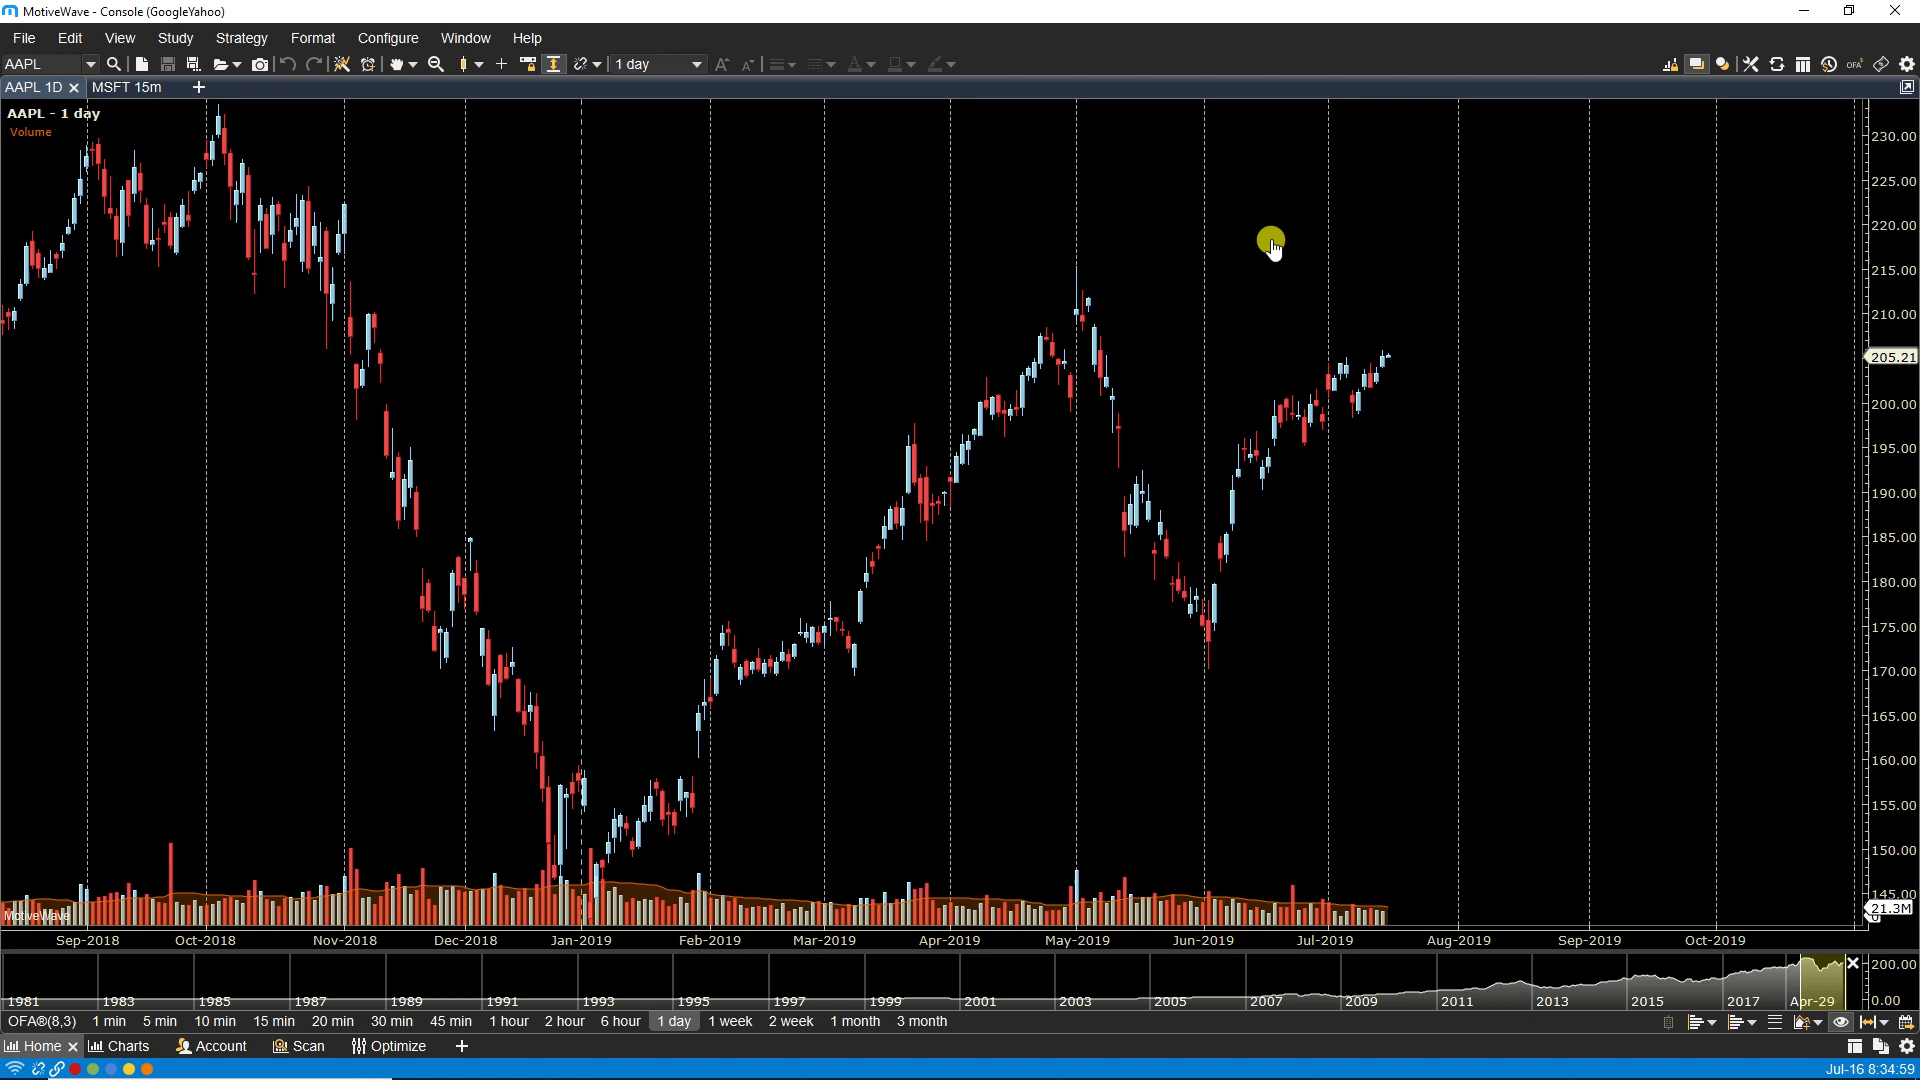 MotiveWave - Console (GoogleYahoo)
File Edit View Study Strategy Format Configure Window Help
AAPL 1 day A A A OFA
AAPL 1D MSFT 15m +
AAPL - 1 day
Volume
230.00
225.00
220.00
215.00
210.00
205.21
200.00
195.00
190.00
185.00
180.00
175.00
170.00
165.00
160.00
155.00
150.00
145.00
21.3M
MotiveWave
Sep-2018 Oct-2018 Nov-2018 Dec-2018 Jan-2019 Feb-2019 Mar-2019 Apr-2019 May-2019 Jun-2019 Jul-2019 Aug-2019 Sep-2019 Oct-2019
200.00
1981 1983 1985 1987 1989 1991 1993 1995 1997 1999 2001 2003 2005 2007 2009 2011 2013 2015 2017 Apr-29 0.00
OFA®(8,3) 1 min 5 min 10 min 15 min 20 min 30 min 45 min 1 hour 2 hour 6 hour 1 day 1 week 2 week 1 month 3 month
Home Charts Account Scan Optimize +
Jul-16 8:34:59